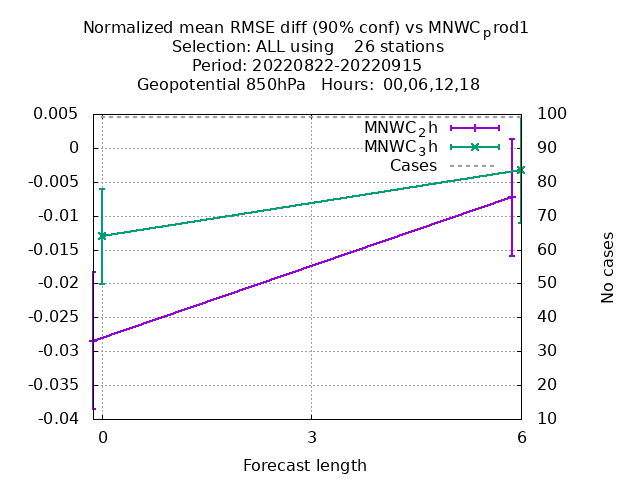 Normalized mean RMSE diff (90% conf) vs MNWCprod1
Selection: ALL using 26 stations
Period: 20220822-20220915
Geopotential 850hPa Hours: 00,06,12,18
0.005
0
-0.005
-0.01
-0.015
-0.02
-0.025
-0.03
-0.035
-0.04
MNWC2h
MNWC3h
Cases
100
90
80
70
60
50
40
30
20
10
No cases
0 3 6
Forecast length